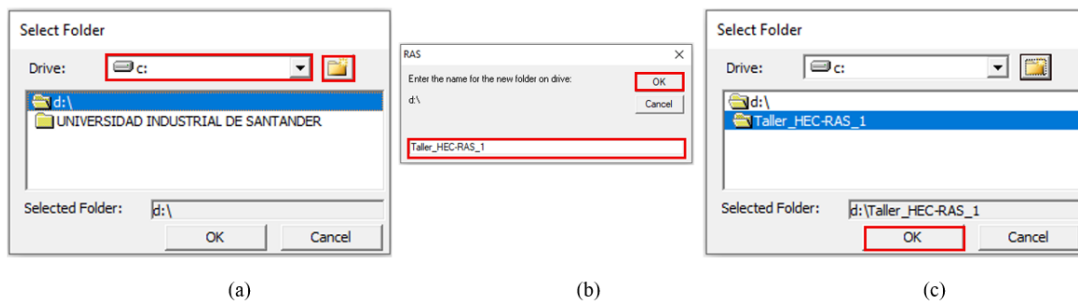 Select Folder
Drive: c:
d:\
UNIVERSIDAD INDUSTRIAL DE SANTANDER
Selected Folder: d:\
OK Cancel
(a)
RAS
Enter the name for the new folder on drive:
d:\
OK
Cancel
Taller_HEC-RAS_1
(b)
Select Folder
Drive: c:
d:\
Taller_HEC-RAS_1
Selected Folder: d:\Taller_HEC-RAS_1
OK Cancel
(c)